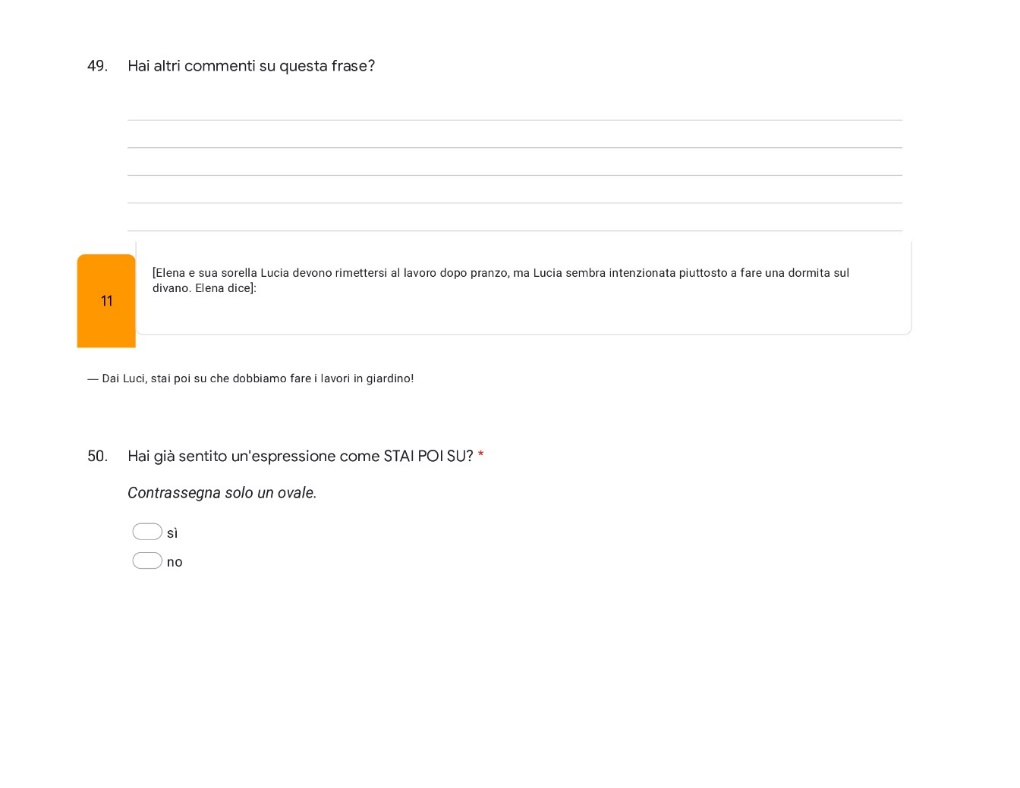 49. Hai altri commenti su questa frase?
[Elena e sua sorella Lucia devono rimettersi al lavoro dopo pranzo, ma Lucia sembra intenzionata piuttosto a fare una dormita sul
divano. Elena dice]:
11
— Dai Luci, stai poi su che dobbiamo fare i lavori in giardino!
50. Hai già sentito un'espressione come STAI POI SU? *
Contrassegna solo un ovale.
sì
no